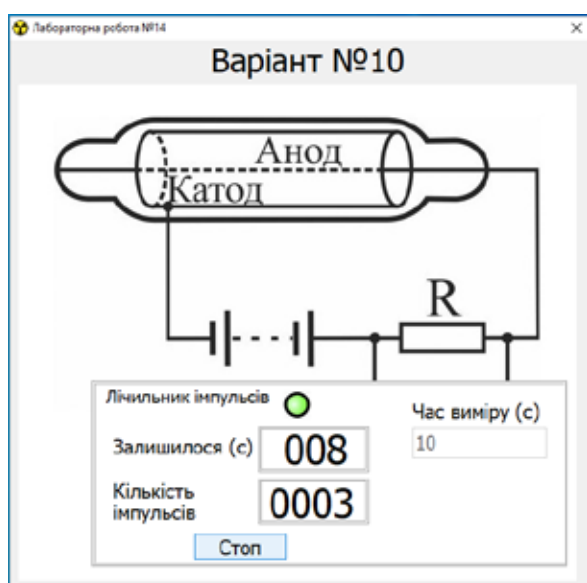 Лабораторна робота №14
Варіант №10
Анод
Катод
R
Лічильник імпульсів
Час виміру (с)
Залишилося (с)
008
10
Кількість
імпульсів
0003
Стоп